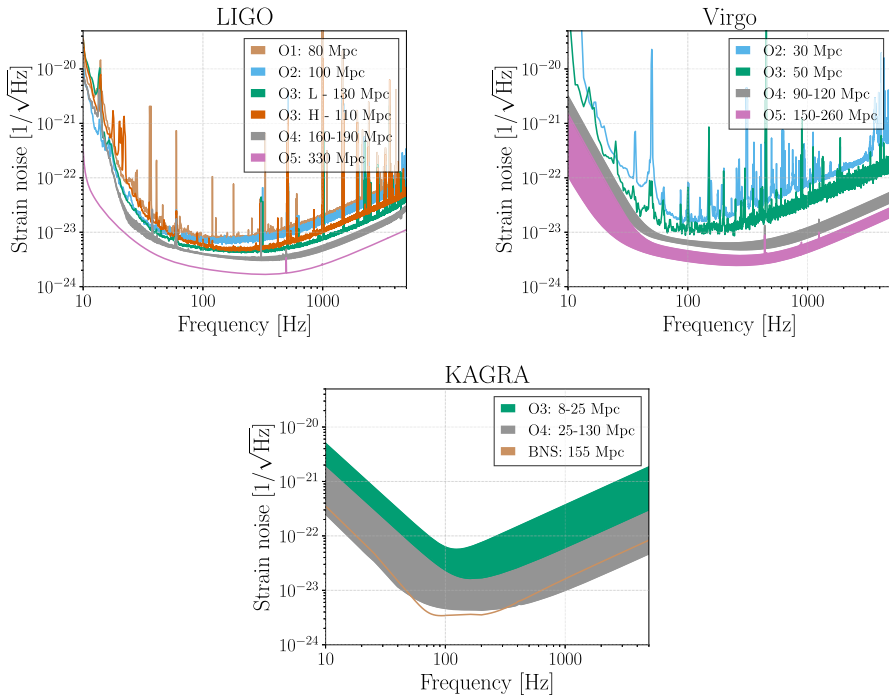 LIGO
Strain noise [1/√Hz]
10⁻²⁰
10⁻²¹
10⁻²²
10⁻²³
10⁻²⁴
O1: 80 Mpc
O2: 100 Mpc
O3: L - 130 Mpc
O3: H - 110 Mpc
O4: 160-190 Mpc
O5: 330 Mpc
10 100 1000
Frequency [Hz]
Virgo
Strain noise [1/√Hz]
10⁻²⁰
10⁻²¹
10⁻²²
10⁻²³
10⁻²⁴
O2: 30 Mpc
O3: 50 Mpc
O4: 90-120 Mpc
O5: 150-260 Mpc
10 100 1000
Frequency [Hz]
KAGRA
Strain noise [1/√Hz]
10⁻²⁰
10⁻²¹
10⁻²²
10⁻²³
10⁻²⁴
O3: 8-25 Mpc
O4: 25-130 Mpc
BNS: 155 Mpc
10 100 1000
Frequency [Hz]